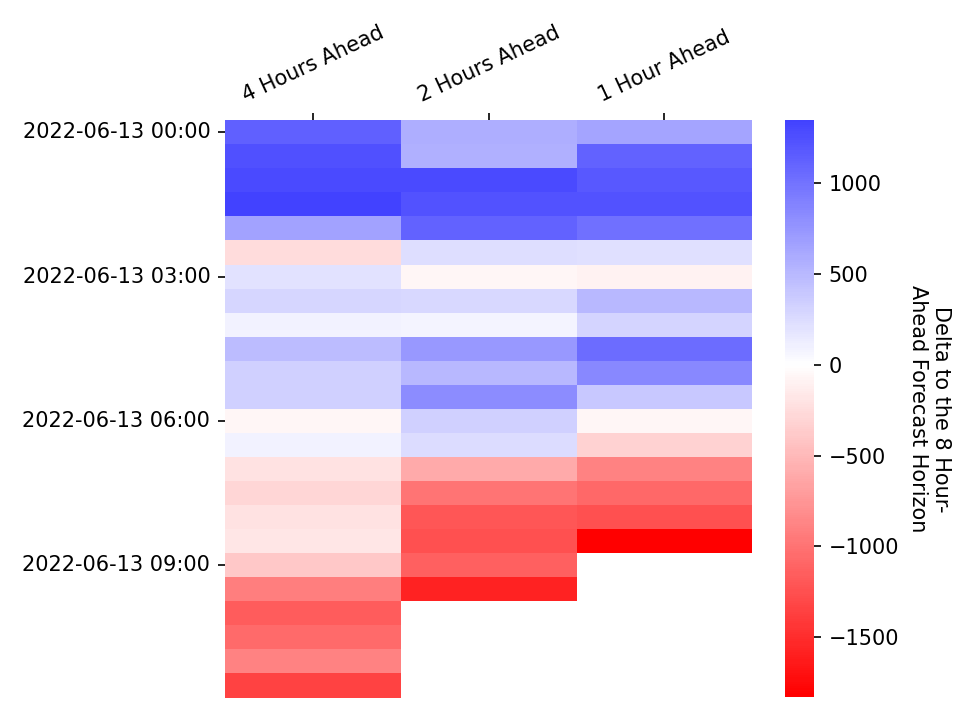 4 Hours Ahead
2 Hours Ahead
1 Hour Ahead
2022-06-13 00:00
2022-06-13 03:00
2022-06-13 06:00
2022-06-13 09:00
1000
500
0
−500
−1000
−1500
Delta to the 8 Hour-
Ahead Forecast Horizon